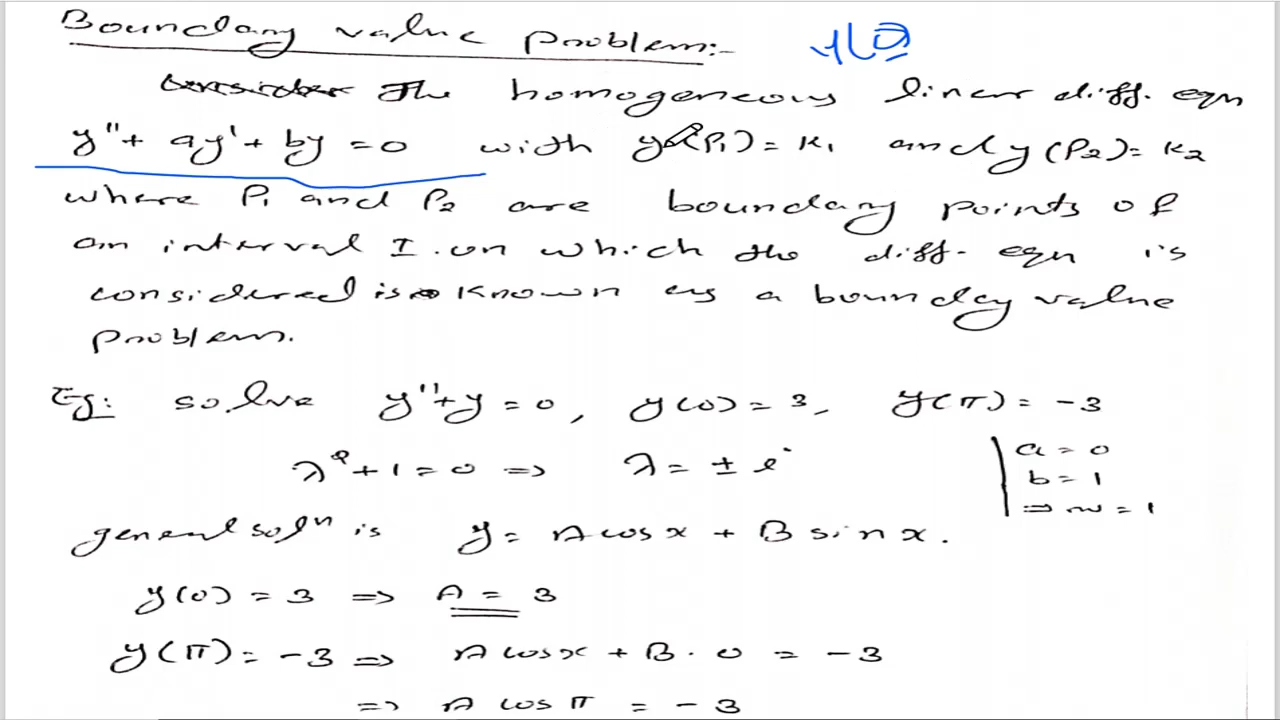 Boundary value problem:-
y(0)
The homogeneous linear diff. eqn
y" + ay' + by = 0 with y(P₁) = K₁ and y(P₂) = K₂
where P₁ and P₂ are boundary points of
an interval I. on which the diff. eqn is
considered is known as a bounday value
problem.
Eg: solve y" + y = 0, y(0) = 3, y(π) = -3
λ² + 1 = 0 => λ = ± i
a = 0
b = 1
=> w = 1
general solⁿ is y = A cos x + B sin x.
y(0) = 3 => A = 3
y(π) = -3 => A cos x + B · 0 = -3
=> A cos π = -3